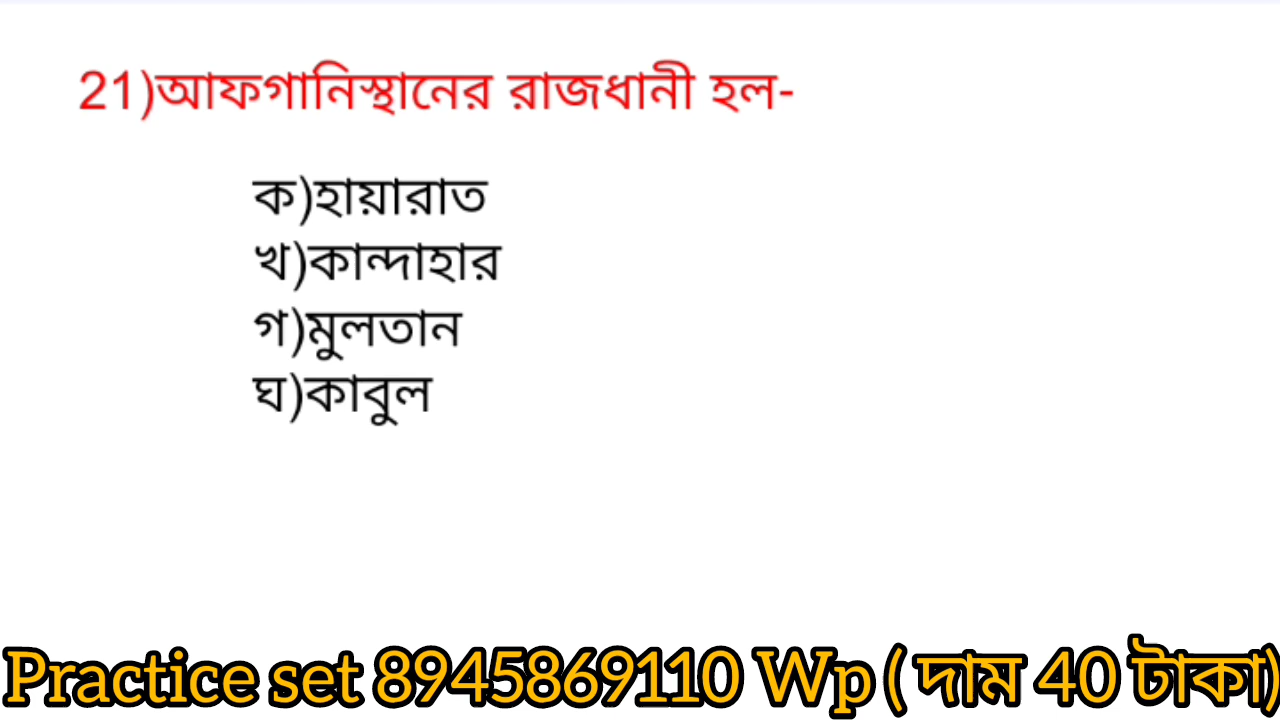 21)আফগানিস্থানের রাজধানী হল-
ক)হায়ারাত
খ)কান্দাহার
গ)মুলতান
ঘ)কাবুল
Practice set 8945869110 Wp ( দাম 40 টাকা)